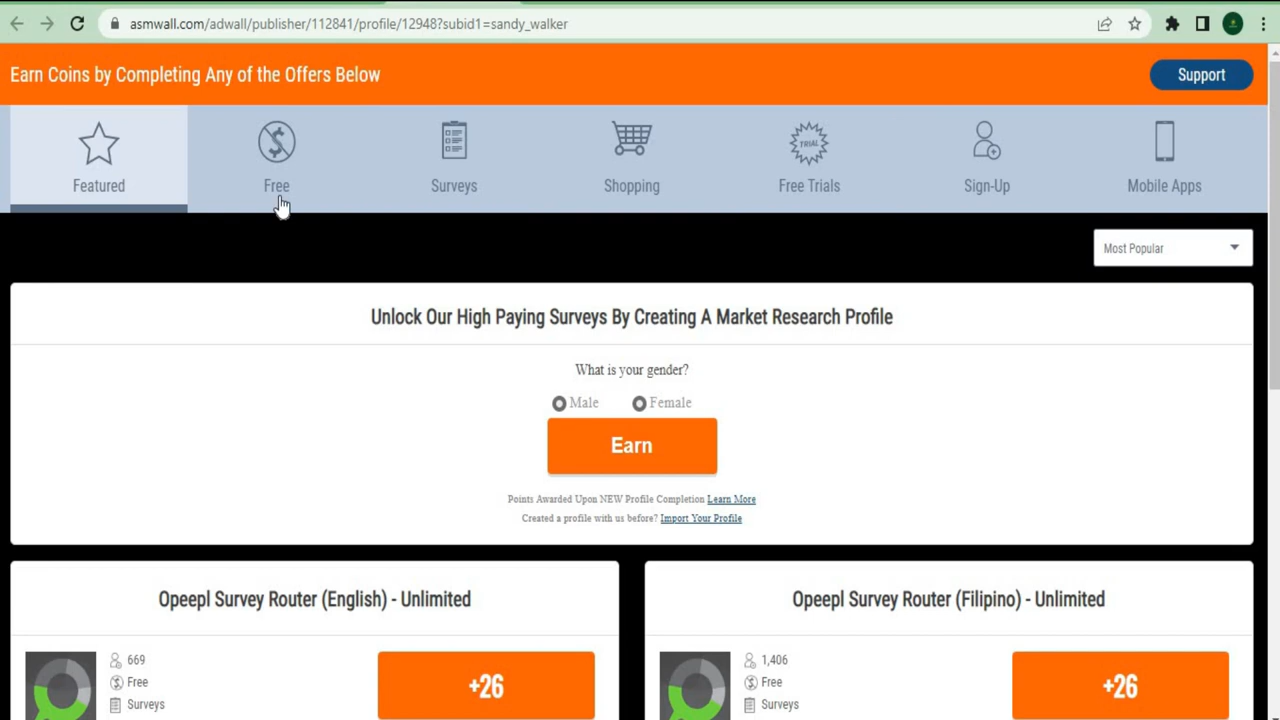 asmwall.com/adwall/publisher/112841/profile/12948?subid1=sandy_walker
Earn Coins by Completing Any of the Offers Below
Support
Featured
Free
Surveys
Shopping
TRIAL
Free Trials
Sign-Up
Mobile Apps
Most Popular
Unlock Our High Paying Surveys By Creating A Market Research Profile
What is your gender?
Male Female
Earn
Points Awarded Upon NEW Profile Completion Learn More
Created a profile with us before? Import Your Profile
Opeepl Survey Router (English) - Unlimited
669
Free
Surveys
+26
Opeepl Survey Router (Filipino) - Unlimited
1,406
Free
Surveys
+26